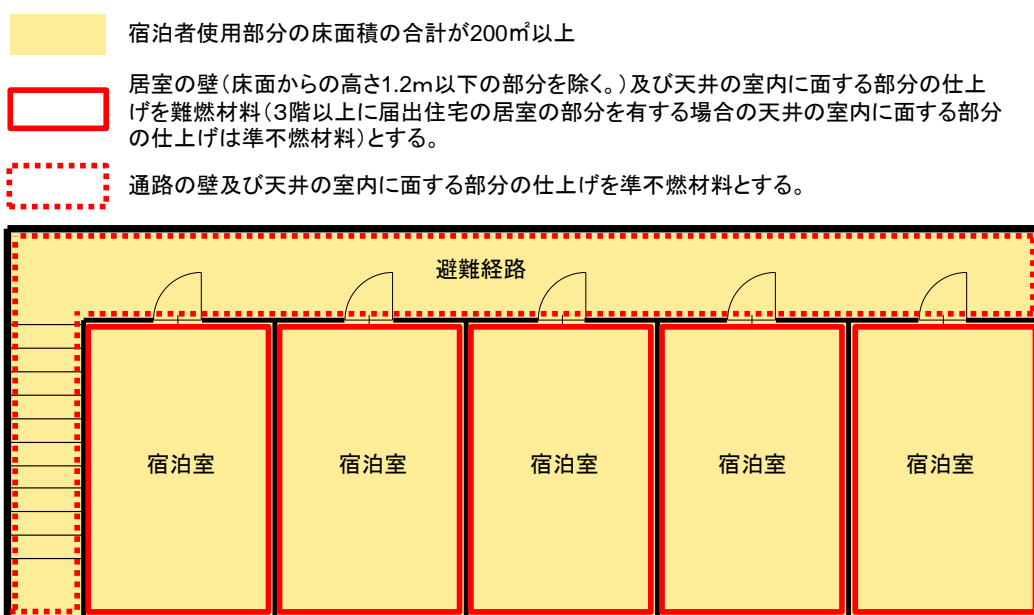 宿泊者使用部分の床面積の合計が200㎡以上
居室の壁(床面からの高さ1.2m以下の部分を除く。)及び天井の室内に面する部分の仕上
げを難燃材料(3階以上に届出住宅の居室の部分を有する場合の天井の室内に面する部分
の仕上げは準不燃材料)とする。
通路の壁及び天井の室内に面する部分の仕上げを準不燃材料とする。
避難経路
宿泊室
宿泊室
宿泊室
宿泊室
宿泊室